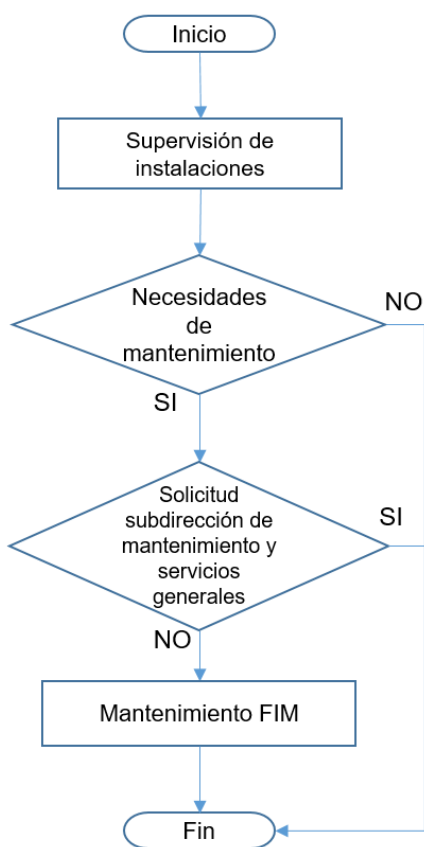 Inicio
Supervisión de
instalaciones
Necesidades
de
mantenimiento
NO
SI
Solicitud
subdirección de
mantenimiento y
servicios
generales
SI
NO
Mantenimiento FIM
Fin